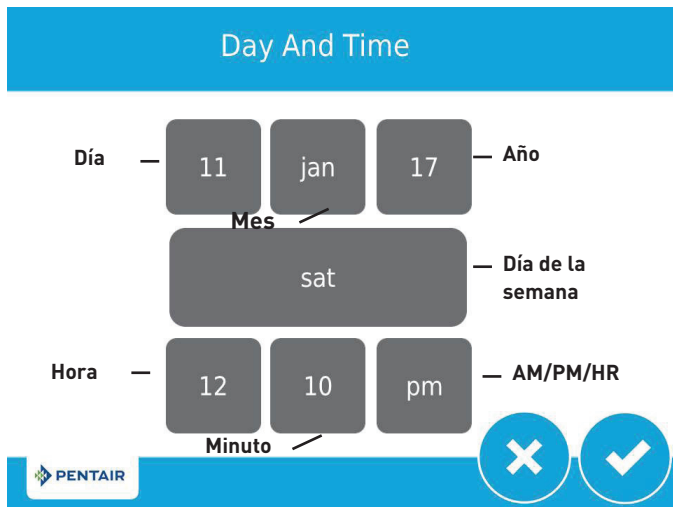 Day And Time
Día
11
jan
17
Año
Mes
sat
Día de la
semana
Hora
12
10
pm
AM/PM/HR
Minuto
PENTAIR